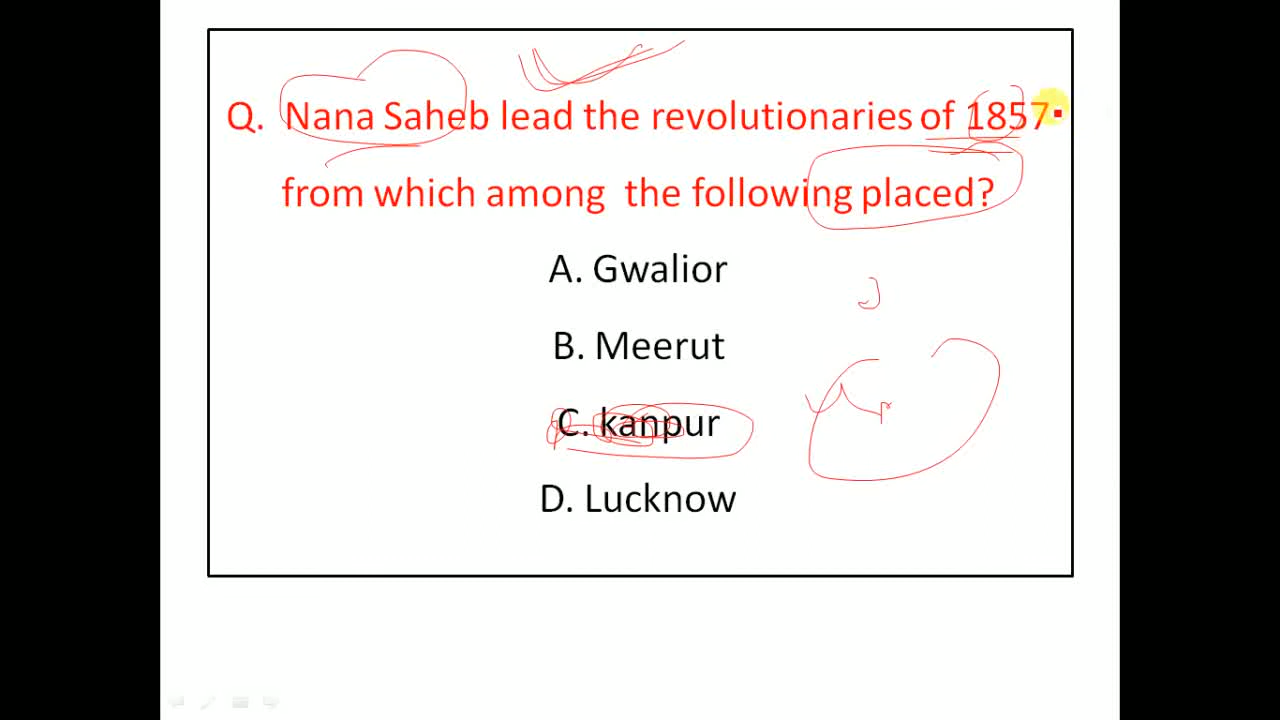 Q. Nana Saheb lead the revolutionaries of 1857
from which among the following placed?
A. Gwalior
B. Meerut
C. kanpur
D. Lucknow